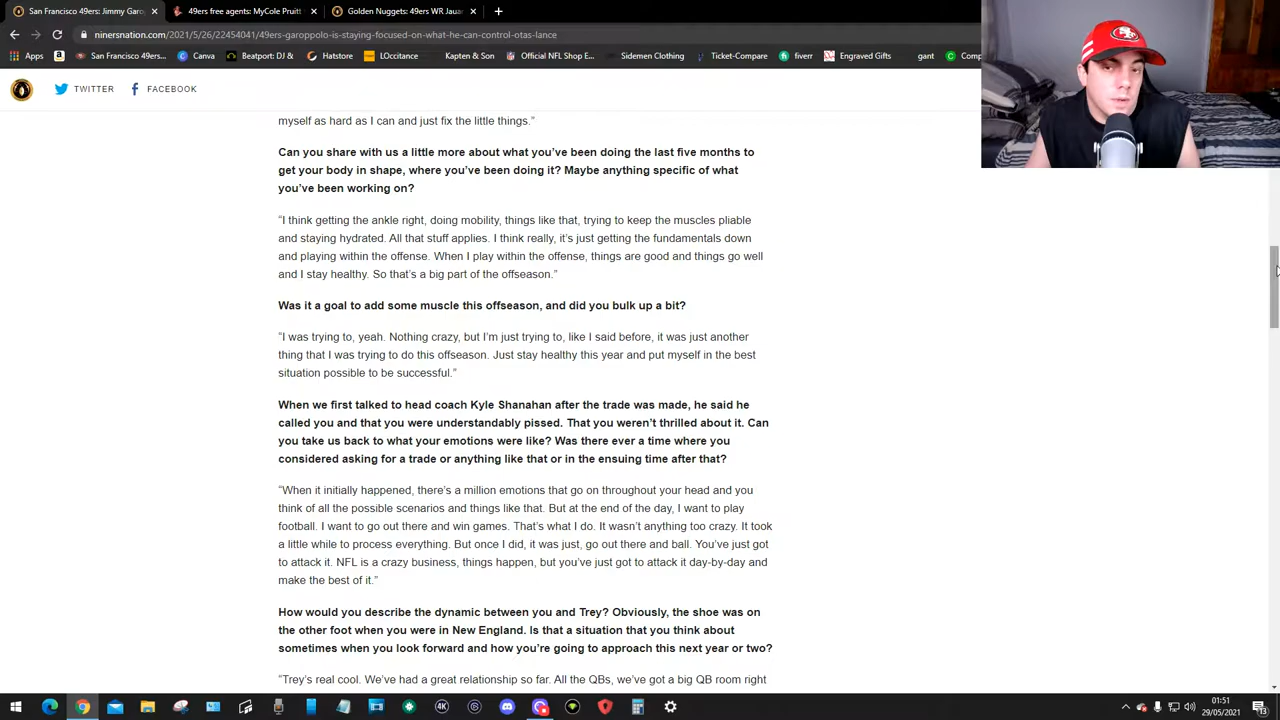 San Francisco 49ers: Jimmy Garop
49ers free agents: MyCole Pruitt
Golden Nuggets: 49ers WR Jauan
ninersnation.com/2021/5/26/22454041/49ers-garoppolo-is-staying-focused-on-what-he-can-control-otas-lance
Apps
San Francisco 49ers...
Canva
Beatport: DJ &...
Hatstore
LOccitance
Kapten & Son
Official NFL Shop E...
Sidemen Clothing
Ticket-Compare
fiverr
Engraved Gifts
gant
Comp
TWITTER
FACEBOOK
myself as hard as I can and just fix the little things.”
Can you share with us a little more about what you’ve been doing the last five months to
get your body in shape, where you’ve been doing it? Maybe anything specific of what
you’ve been working on?
“I think getting the ankle right, doing mobility, things like that, trying to keep the muscles pliable
and staying hydrated. All that stuff applies. I think really, it’s just getting the fundamentals down
and playing within the offense. When I play within the offense, things are good and things go well
and I stay healthy. So that’s a big part of the offseason.”
Was it a goal to add some muscle this offseason, and did you bulk up a bit?
“I was trying to, yeah. Nothing crazy, but I’m just trying to, like I said before, it was just another
thing that I was trying to do this offseason. Just stay healthy this year and put myself in the best
situation possible to be successful.”
When we first talked to head coach Kyle Shanahan after the trade was made, he said he
called you and that you were understandably pissed. That you weren’t thrilled about it. Can
you take us back to what your emotions were like? Was there ever a time where you
considered asking for a trade or anything like that or in the ensuing time after that?
“When it initially happened, there’s a million emotions that go on throughout your head and you
think of all the possible scenarios and things like that. But at the end of the day, I want to play
football. I want to go out there and win games. That’s what I do. It wasn’t anything too crazy. It took
a little while to process everything. But once I did, it was just, go out there and ball. You’ve just got
to attack it. NFL is a crazy business, things happen, but you’ve just got to attack it day-by-day and
make the best of it.”
How would you describe the dynamic between you and Trey? Obviously, the shoe was on
the other foot when you were in New England. Is that a situation that you think about
sometimes when you look forward and how you’re going to approach this next year or two?
“Trey’s real cool. We’ve had a great relationship so far. All the QBs, we’ve got a big QB room right
01:51
29/05/2021